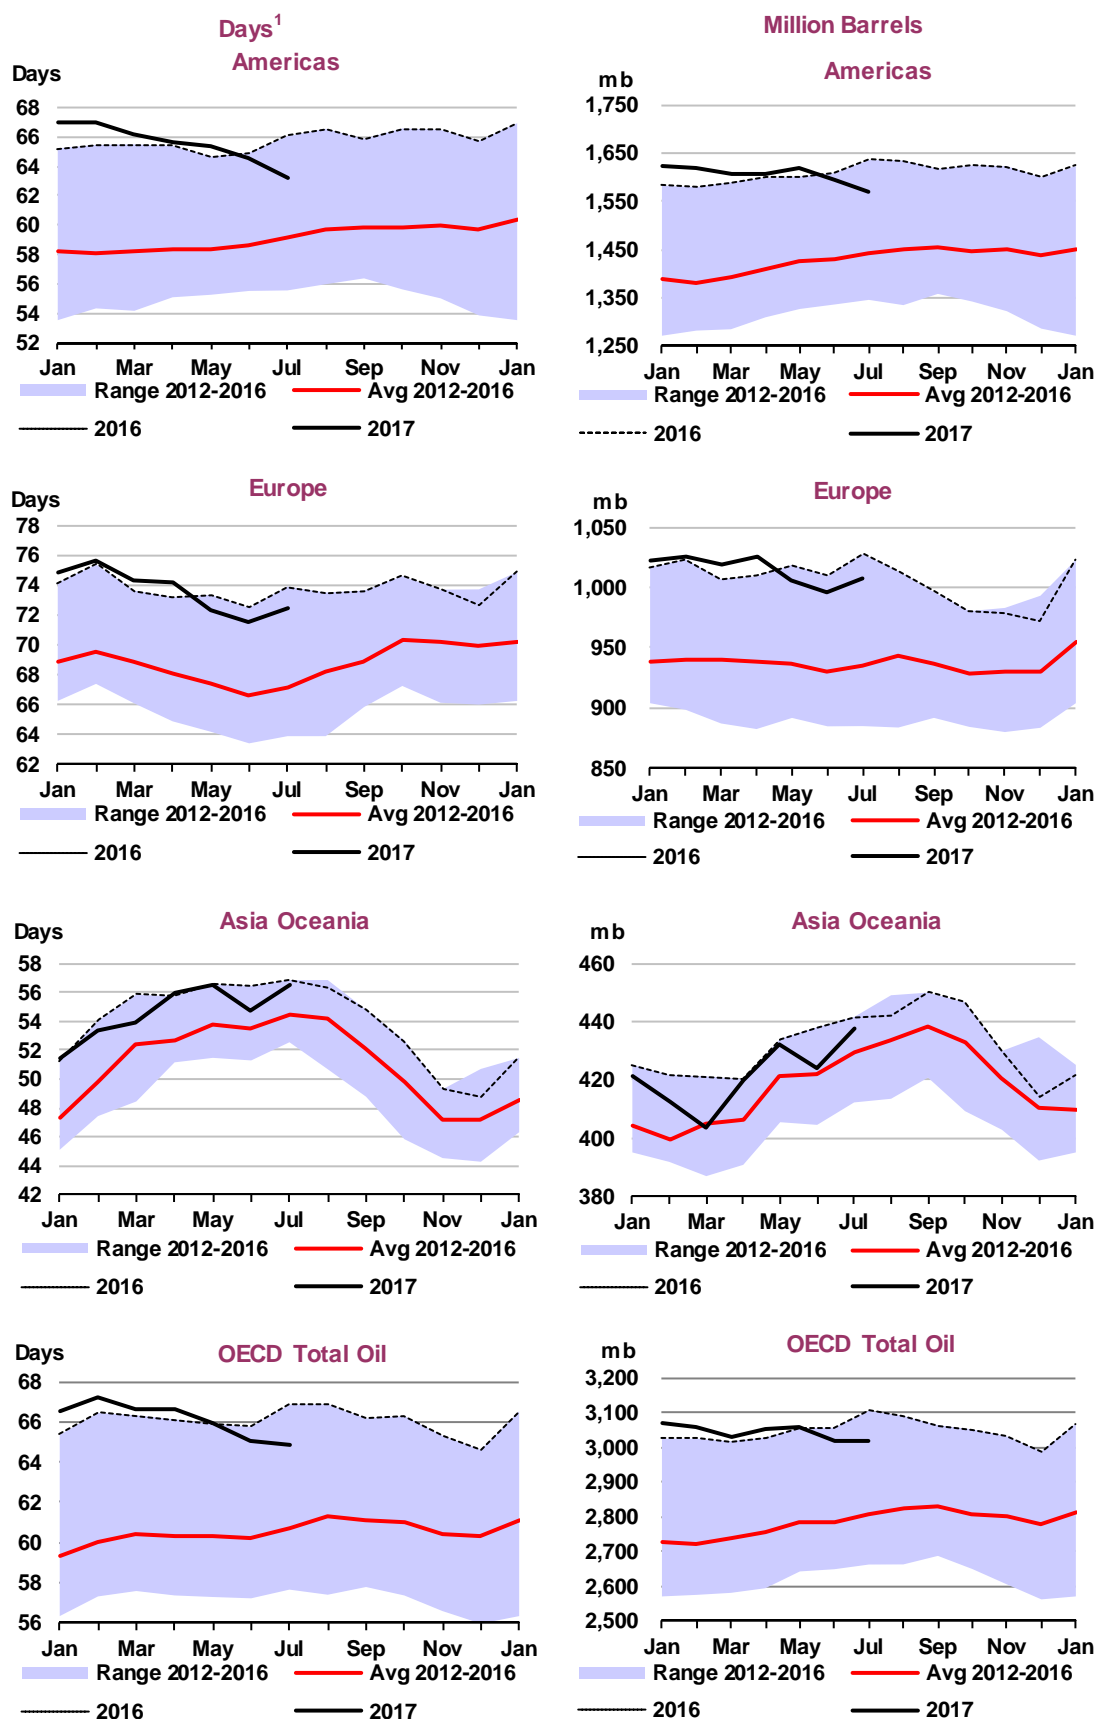 Days1
Americas
Days
68
66
64
62
60
58
56
54
52
Jan Mar May Jul Sep Nov Jan
Range 2012-2016 Avg 2012-2016
2016 2017
Million Barrels
Americas
mb
1,750
1,650
1,550
1,450
1,350
1,250
Jan Mar May Jul Sep Nov Jan
Range 2012-2016 Avg 2012-2016
2016 2017
Europe
Days
78
76
74
72
70
68
66
64
62
Jan Mar May Jul Sep Nov Jan
Range 2012-2016 Avg 2012-2016
2016 2017
Europe
mb
1,050
1,000
950
900
850
Jan Mar May Jul Sep Nov Jan
Range 2012-2016 Avg 2012-2016
2016 2017
Asia Oceania
Days
58
56
54
52
50
48
46
44
42
Jan Mar May Jul Sep Nov Jan
Range 2012-2016 Avg 2012-2016
2016 2017
Asia Oceania
mb
460
440
420
400
380
Jan Mar May Jul Sep Nov Jan
Range 2012-2016 Avg 2012-2016
2016 2017
OECD Total Oil
Days
68
66
64
62
60
58
56
Jan Mar May Jul Sep Nov Jan
Range 2012-2016 Avg 2012-2016
2016 2017
OECD Total Oil
mb
3,200
3,100
3,000
2,900
2,800
2,700
2,600
2,500
Jan Mar May Jul Sep Nov Jan
Range 2012-2016 Avg 2012-2016
2016 2017